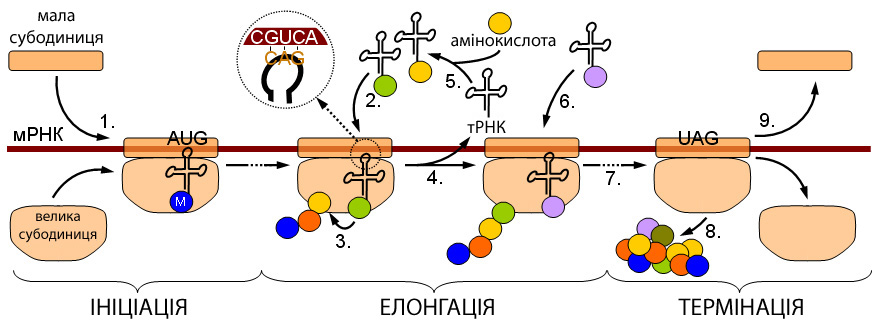 мала
субодиниця
1.
мРНК
AUG
M
велика
субодиниця
CGUCA
CAG
2.
3.
4.
5.
амінокислота
тРНК
6.
7.
UAG
8.
9.
ІНІЦІАЦІЯ
ЕЛОНГАЦІЯ
ТЕРМІНАЦІЯ